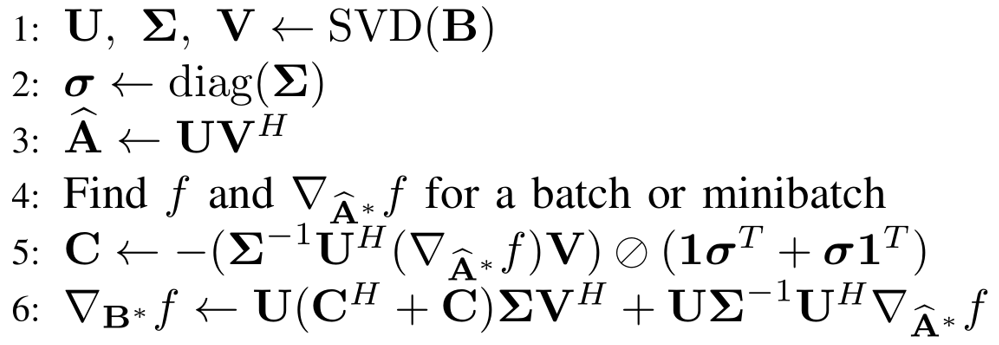 1: U, Σ, V ← SVD(B)
2: σ ← diag(Σ)
3: Â ← UV^H
4: Find f and ∇_{Â*} f for a batch or minibatch
5: C ← −(Σ^{−1}U^H(∇_{Â*} f)V) ⊘ (1σ^T + σ1^T)
6: ∇_{B*} f ← U(C^H + C)ΣV^H + UΣ^{−1}U^H∇_{Â*} f